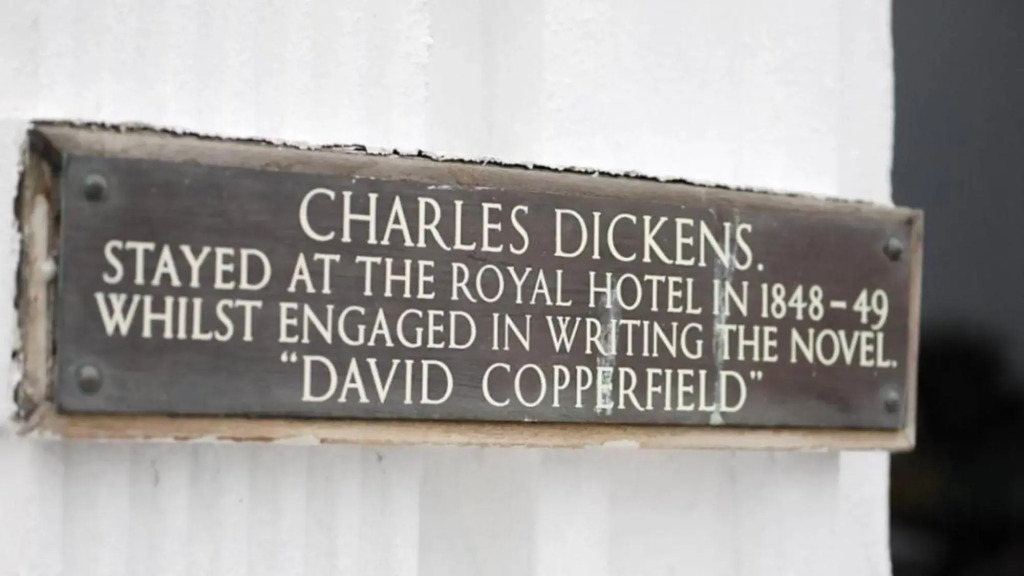 CHARLES DICKENS.
STAYED AT THE ROYAL HOTEL IN 1848-49
WHILST ENGAGED IN WRITING THE NOVEL.
"DAVID COPPERFIELD"